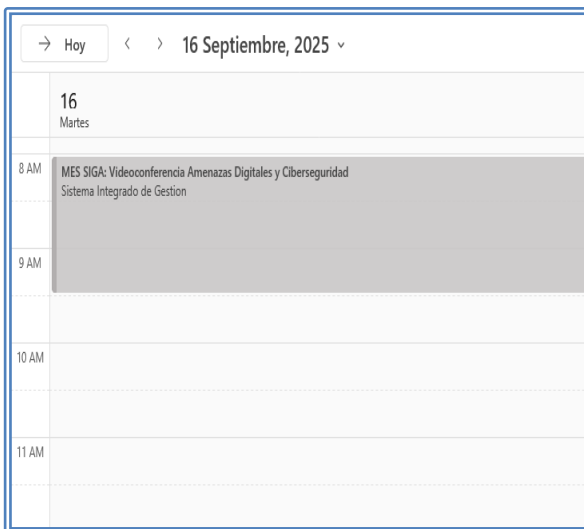 Hoy
16 Septiembre, 2025
16
Martes
8 AM
MES SIGA: Videoconferencia Amenazas Digitales y Ciberseguridad
Sistema Integrado de Gestion
9 AM
10 AM
11 AM